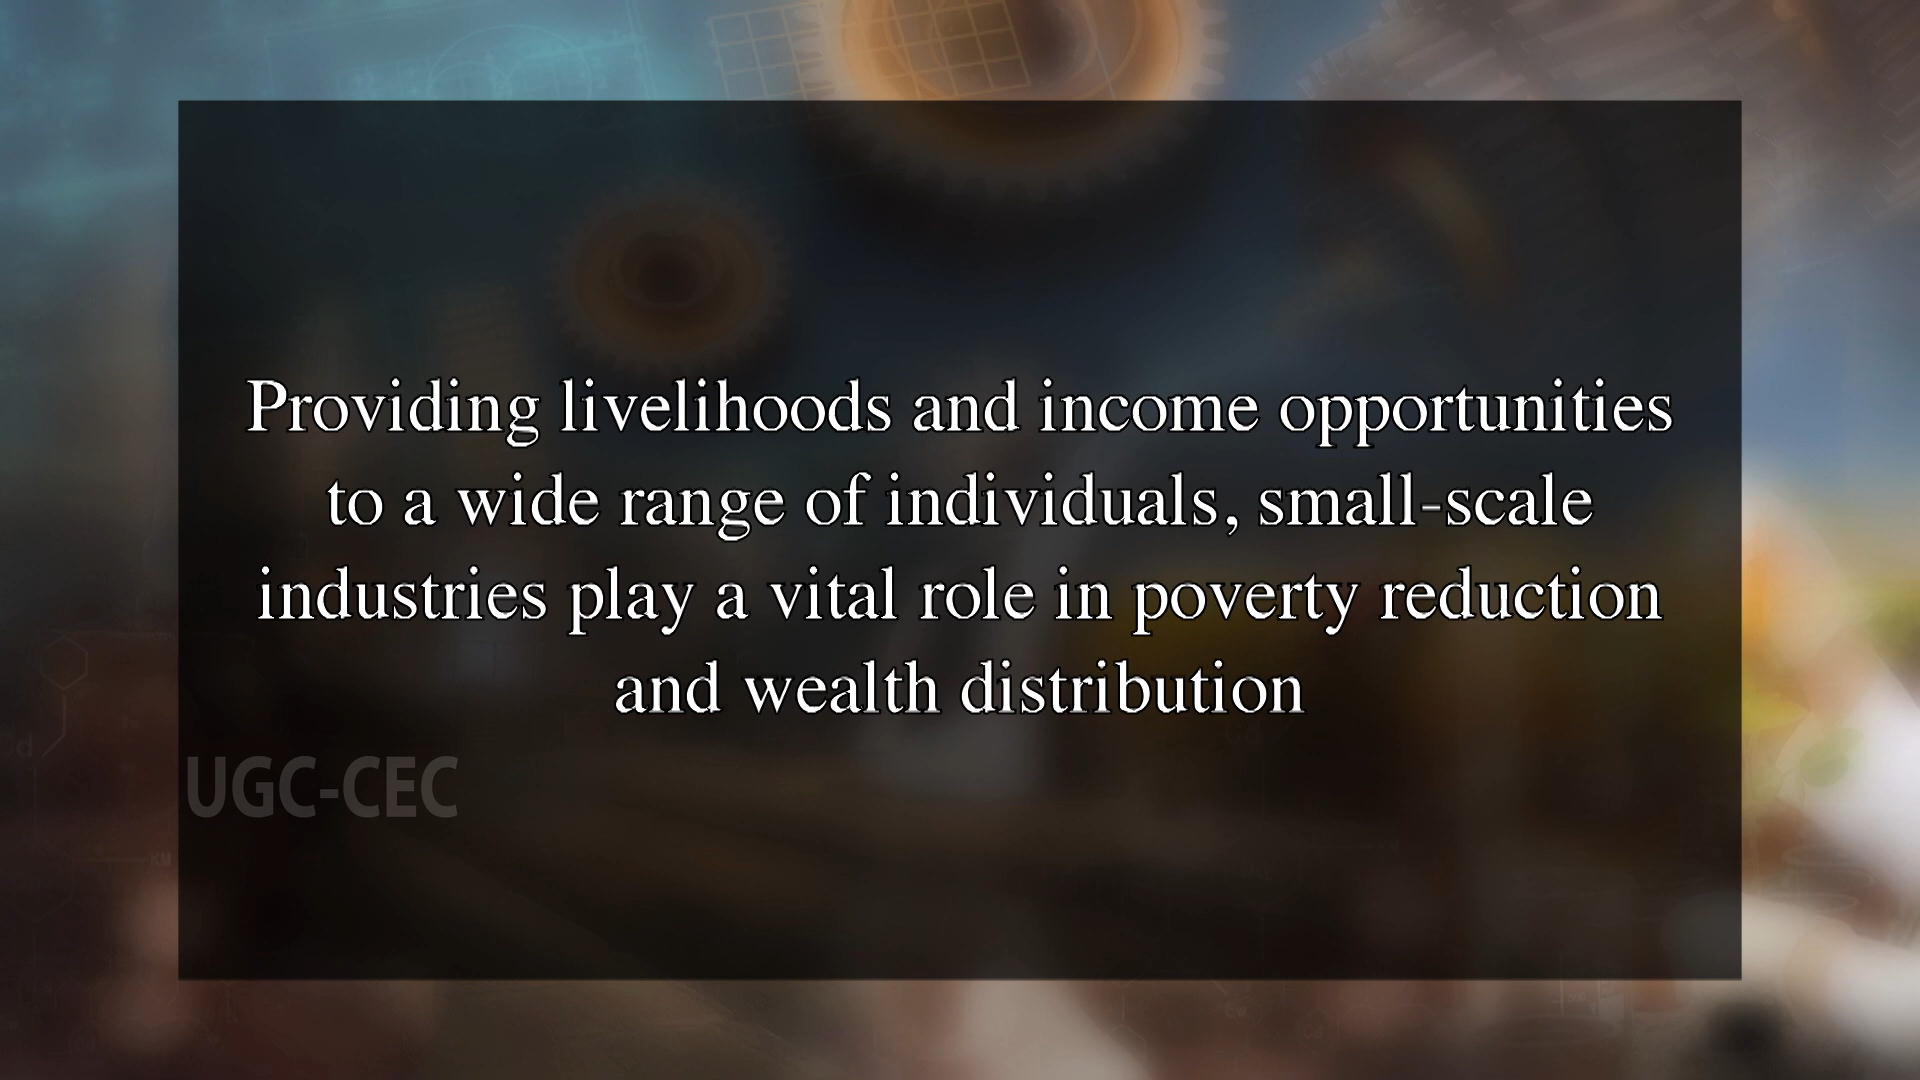 Providing livelihoods and income opportunities
to a wide range of individuals, small-scale
industries play a vital role in poverty reduction
and wealth distribution
UGC-CEC